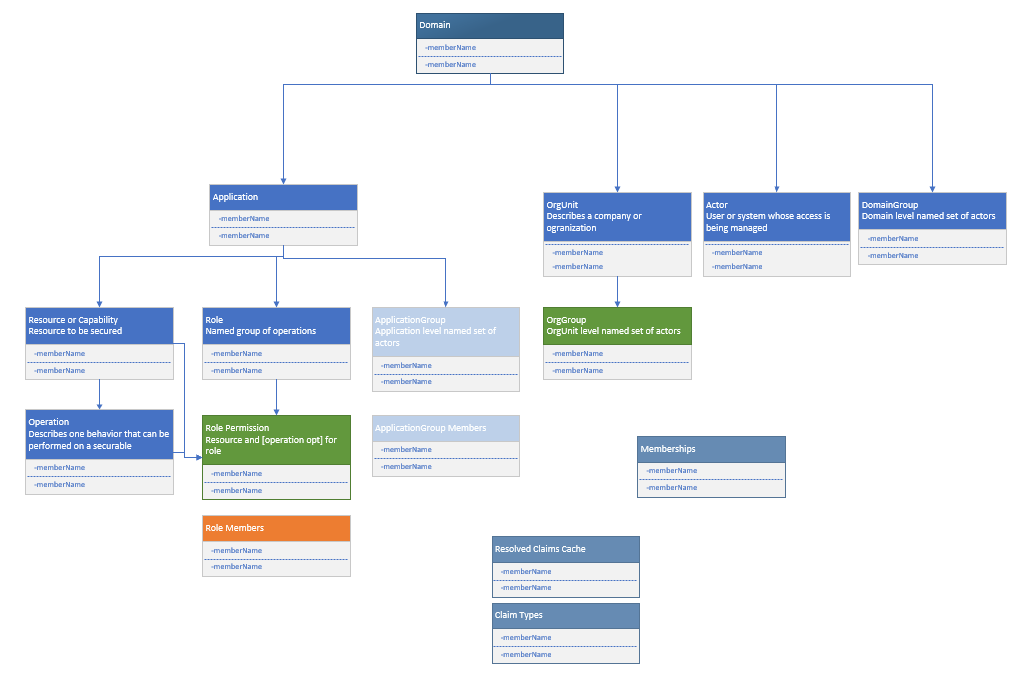 Domain
-memberName
-memberName
Application
-memberName
-memberName
OrgUnit
Describes a company or
ogranization
-memberName
-memberName
Actor
User or system whose access is
being managed
-memberName
-memberName
DomainGroup
Domain level named set of actors
-memberName
-memberName
Resource or Capability
Resource to be secured
-memberName
-memberName
Role
Named group of operations
-memberName
-memberName
ApplicationGroup
Application level named set of
actors
-memberName
-memberName
OrgGroup
OrgUnit level named set of actors
-memberName
-memberName
Operation
Describes one behavior that can be
performed on a securable
-memberName
-memberName
Role Permission
Resource and [operation opt] for
role
-memberName
-memberName
ApplicationGroup Members
-memberName
-memberName
Memberships
-memberName
-memberName
Role Members
-memberName
-memberName
Resolved Claims Cache
-memberName
-memberName
Claim Types
-memberName
-memberName